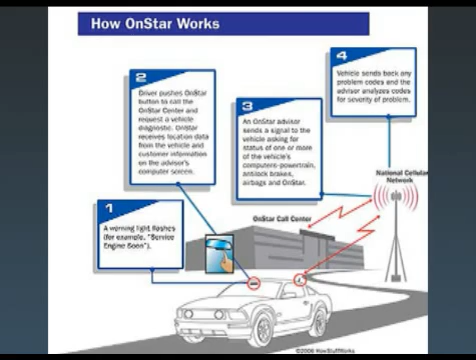 How OnStar Works
1
A warning light flashes
(for example, "Service
Engine Soon").
2
Driver pushes OnStar
button to call the
OnStar Center and
request a vehicle
diagnostic. OnStar
receives location data
from the vehicle and
customer information
on the advisor's
computer screen.
3
An OnStar advisor
sends a signal to the
vehicle asking for
status of one or more
of the vehicle's
computers-powertrain,
antilock brakes,
airbags and OnStar.
4
Vehicle sends back any
problem codes and the
advisor analyzes codes
for severity of problem.
National Cellular
Network
OnStar Call Center
©2006 HowStuffWorks